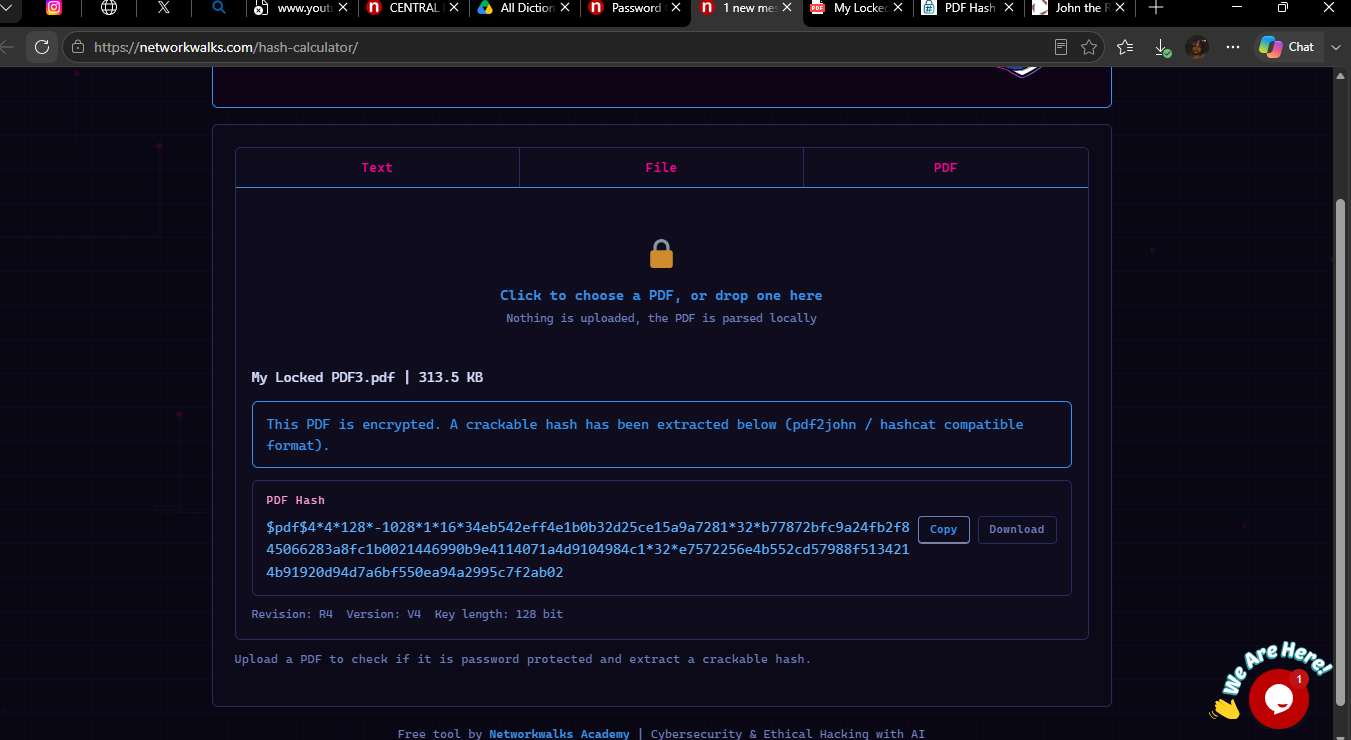 www.youtu
CENTRAL
All Diction
Password C
1 new mes
My Locked
PDF Hash
John the R
https://networkwalks.com/hash-calculator/
Chat
Text
File
PDF
Click to choose a PDF, or drop one here
Nothing is uploaded, the PDF is parsed locally
My Locked PDF3.pdf | 313.5 KB
This PDF is encrypted. A crackable hash has been extracted below (pdf2john / hashcat compatible
format).
PDF Hash
$pdf$4*4*128*-1028*1*16*34eb542eff4e1b0b32d25ce15a9a7281*32*b77872bfc9a24fb2f8
45066283a8fc1b0021446990b9e4114071a4d9104984c1*32*e7572256e4b552cd57988f513421
4b91920d94d7a6bf550ea94a2995c7f2ab02
Copy
Download
Revision: R4 Version: V4 Key length: 128 bit
Upload a PDF to check if it is password protected and extract a crackable hash.
We Are Here!
1
Free tool by Networkwalks Academy | Cybersecurity & Ethical Hacking with AI